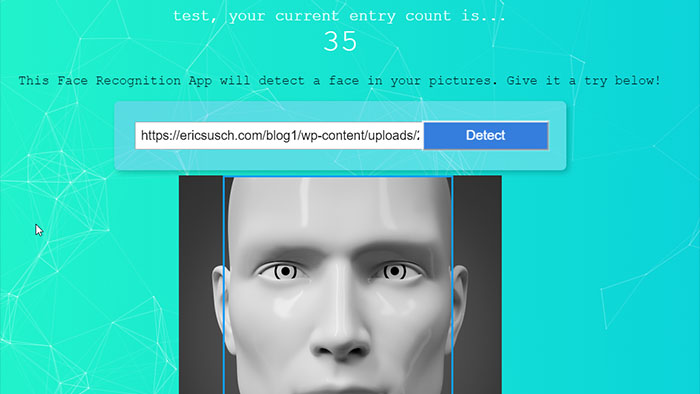 test, your current entry count is...
35
This Face Recognition App will detect a face in your pictures. Give it a try below!
https://ericsusch.com/blog1/wp-content/uploads/ Detect